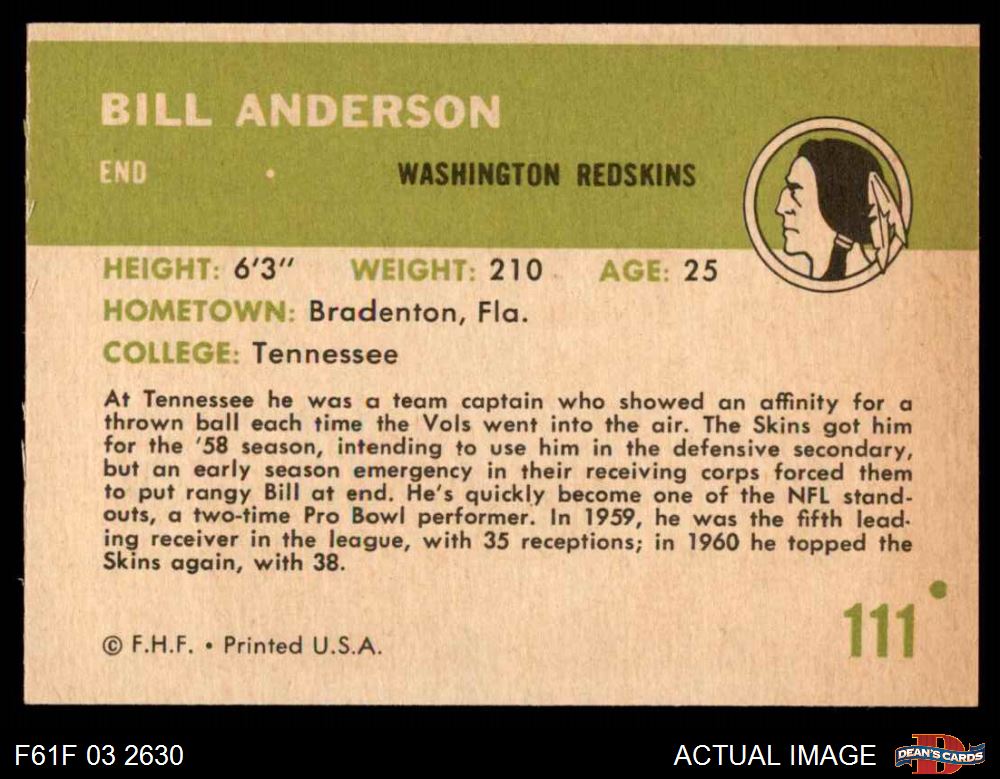 BILL ANDERSON
END • WASHINGTON REDSKINS
HEIGHT: 6'3" WEIGHT: 210 AGE: 25
HOMETOWN: Bradenton, Fla.
COLLEGE: Tennessee
At Tennessee he was a team captain who showed an affinity for a
thrown ball each time the Vols went into the air. The Skins got him
for the '58 season, intending to use him in the defensive secondary,
but an early season emergency in their receiving corps forced them
to put rangy Bill at end. He's quickly become one of the NFL stand-
outs, a two-time Pro Bowl performer. In 1959, he was the fifth lead-
ing receiver in the league, with 35 receptions; in 1960 he topped the
Skins again, with 38.
111
© F.H.F. • Printed U.S.A.
F61F 03 2630
ACTUAL IMAGE
D
DEAN'S CARDS